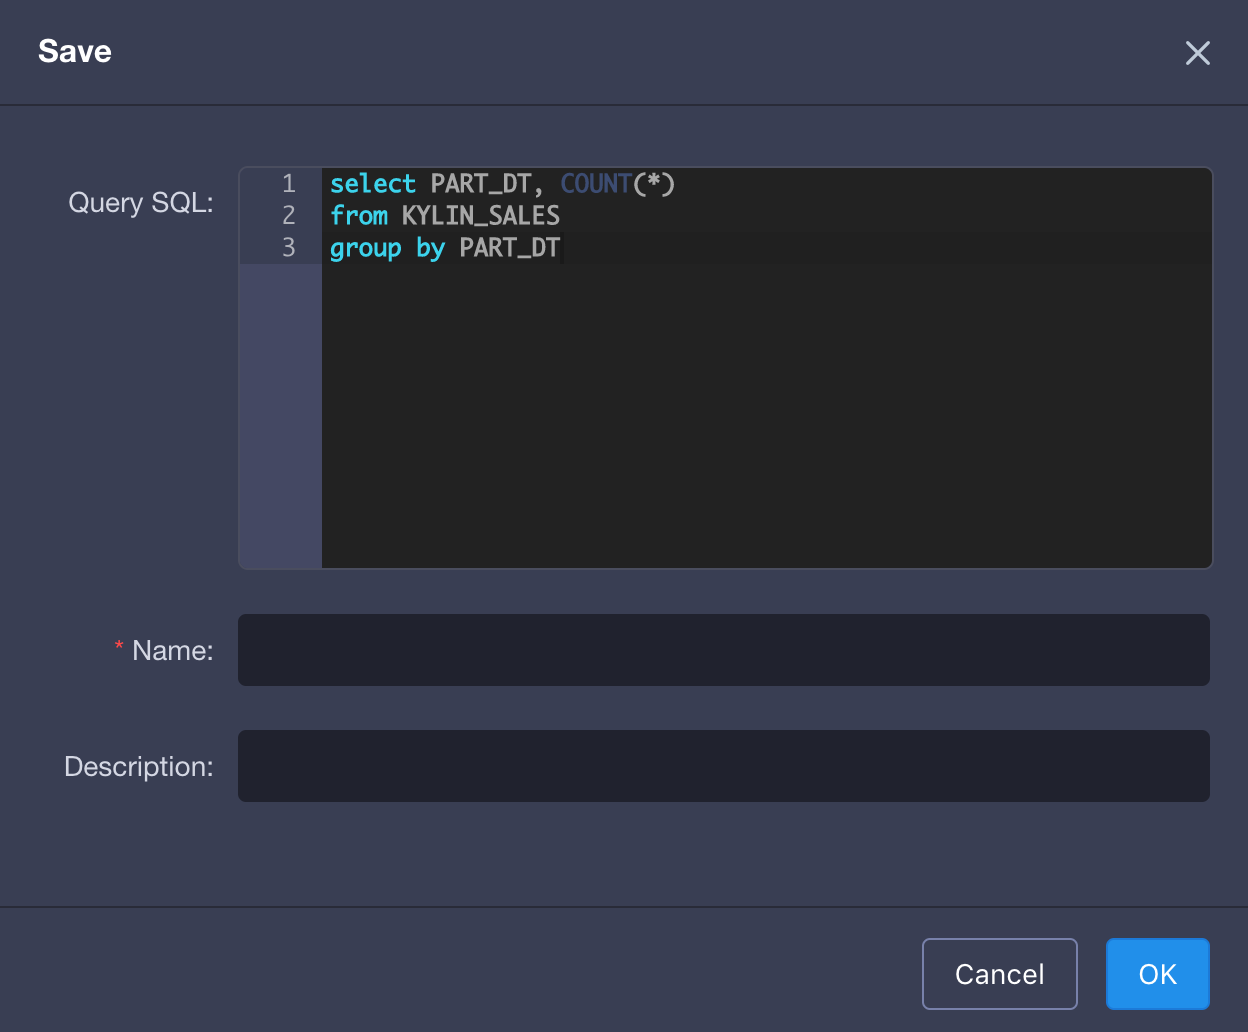 Save
Query SQL:
1 select PART_DT, COUNT(*)
2 from KYLIN_SALES
3 group by PART_DT
* Name:
Description:
Cancel OK